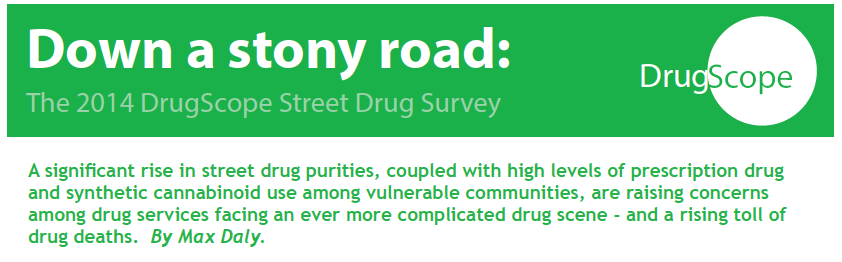 Down a stony road:
The 2014 DrugScope Street Drug Survey
DrugScope
A significant rise in street drug purities, coupled with high levels of prescription drug
and synthetic cannabinoid use among vulnerable communities, are raising concerns
among drug services facing an ever more complicated drug scene - and a rising toll of
drug deaths. By Max Daly.